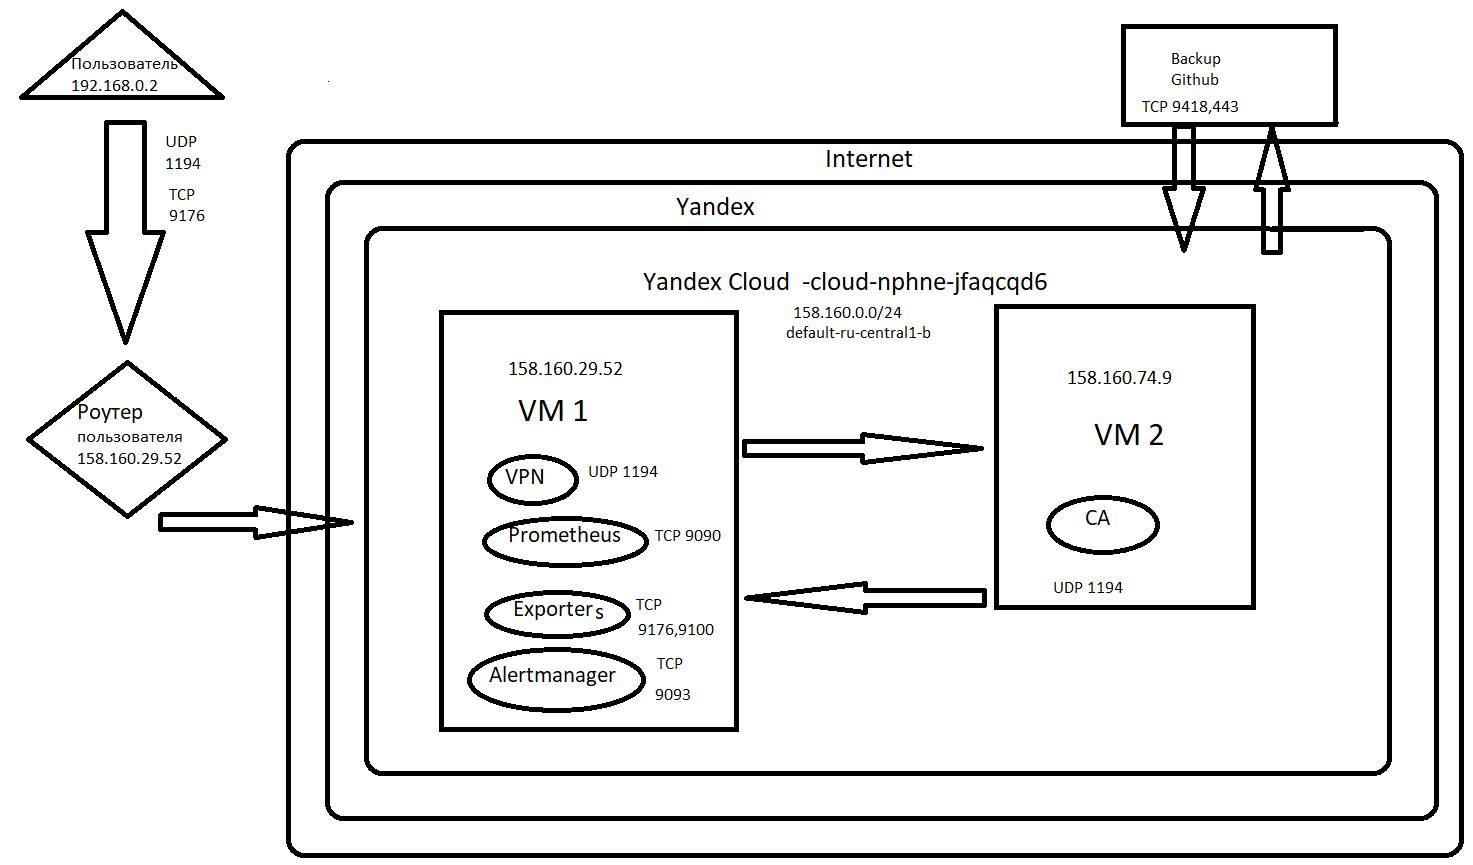 Пользователь
192.168.0.2
UDP
1194
TCP
9176
Роутер
пользователя
158.160.29.52
Backup
Github
TCP 9418,443
Internet
Yandex
Yandex Cloud -cloud-nphne-jfaqcqd6
158.160.0.0/24
default-ru-central1-b
158.160.29.52
VM 1
VPN
UDP 1194
Prometheus
TCP 9090
Exporters
TCP
9176,9100
Alertmanager
TCP
9093
158.160.74.9
VM 2
CA
UDP 1194